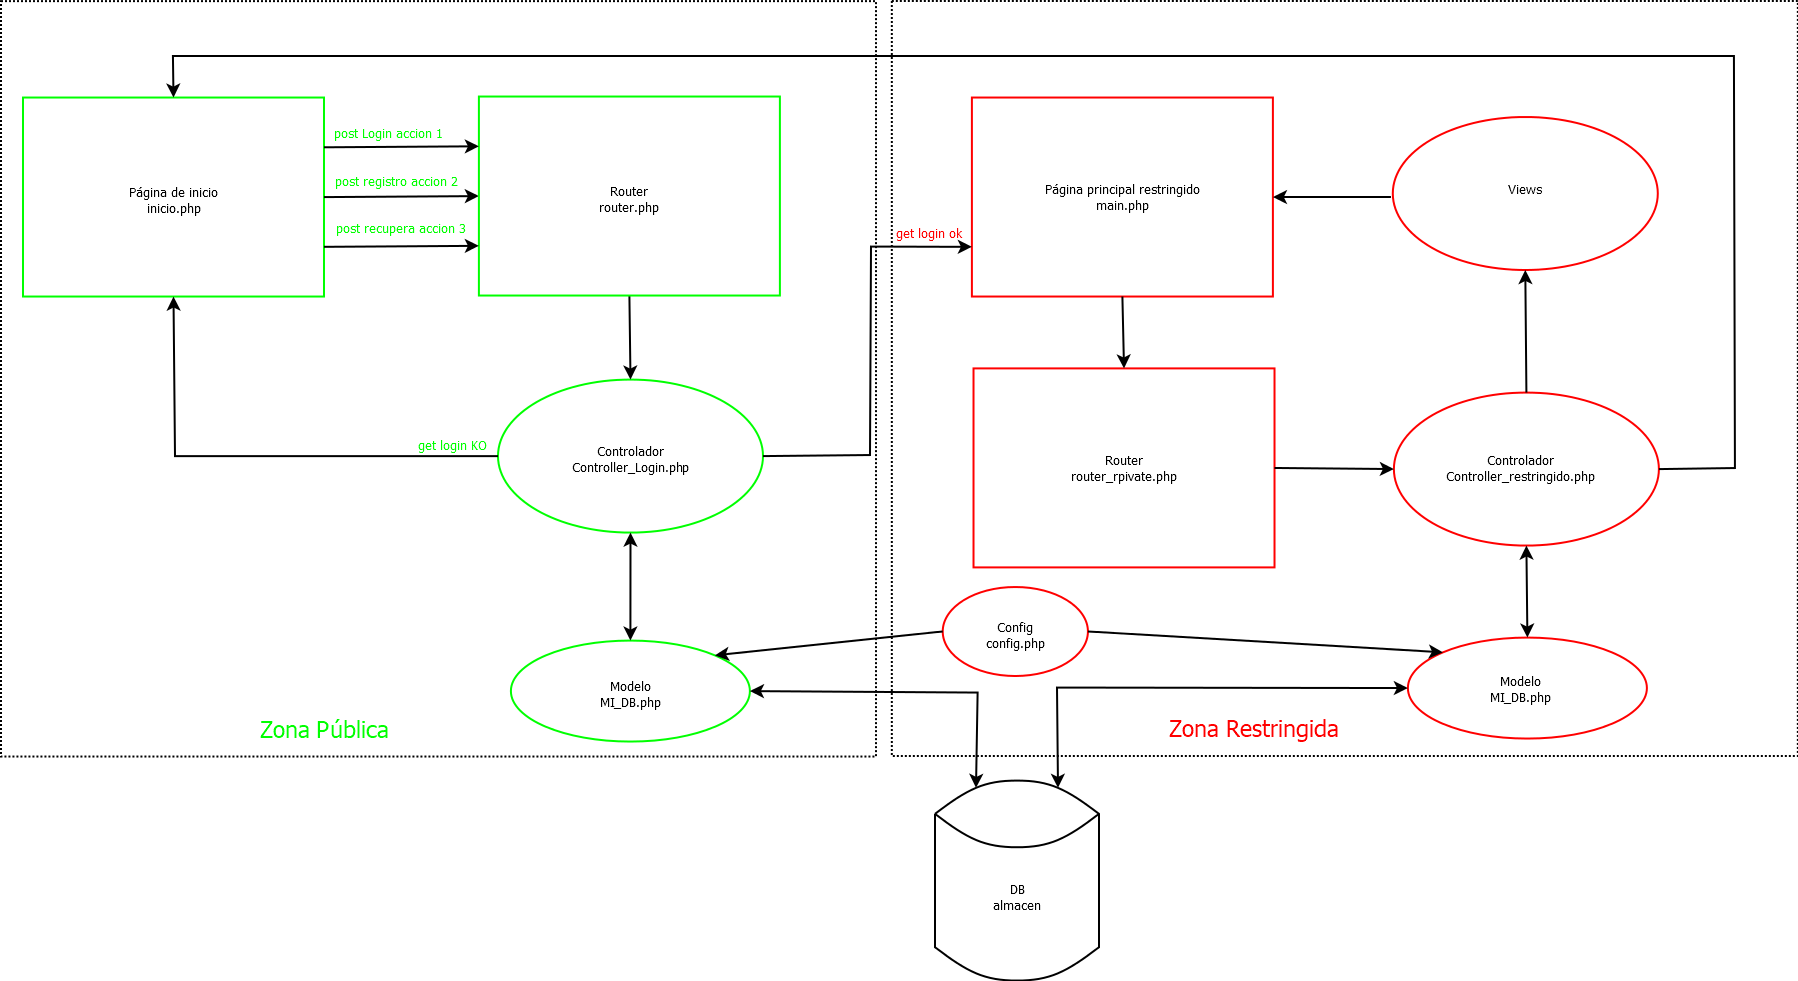 Página de inicio
inicio.php
post Login accion 1
post registro accion 2
post recupera accion 3
Router
router.php
get login KO
Controlador
Controller_Login.php
Modelo
MI_DB.php
Zona Pública
get login ok
Página principal restringido
main.php
Views
Router
router_rpivate.php
Controlador
Controller_restringido.php
Config
config.php
Modelo
MI_DB.php
Zona Restringida
DB
almacen